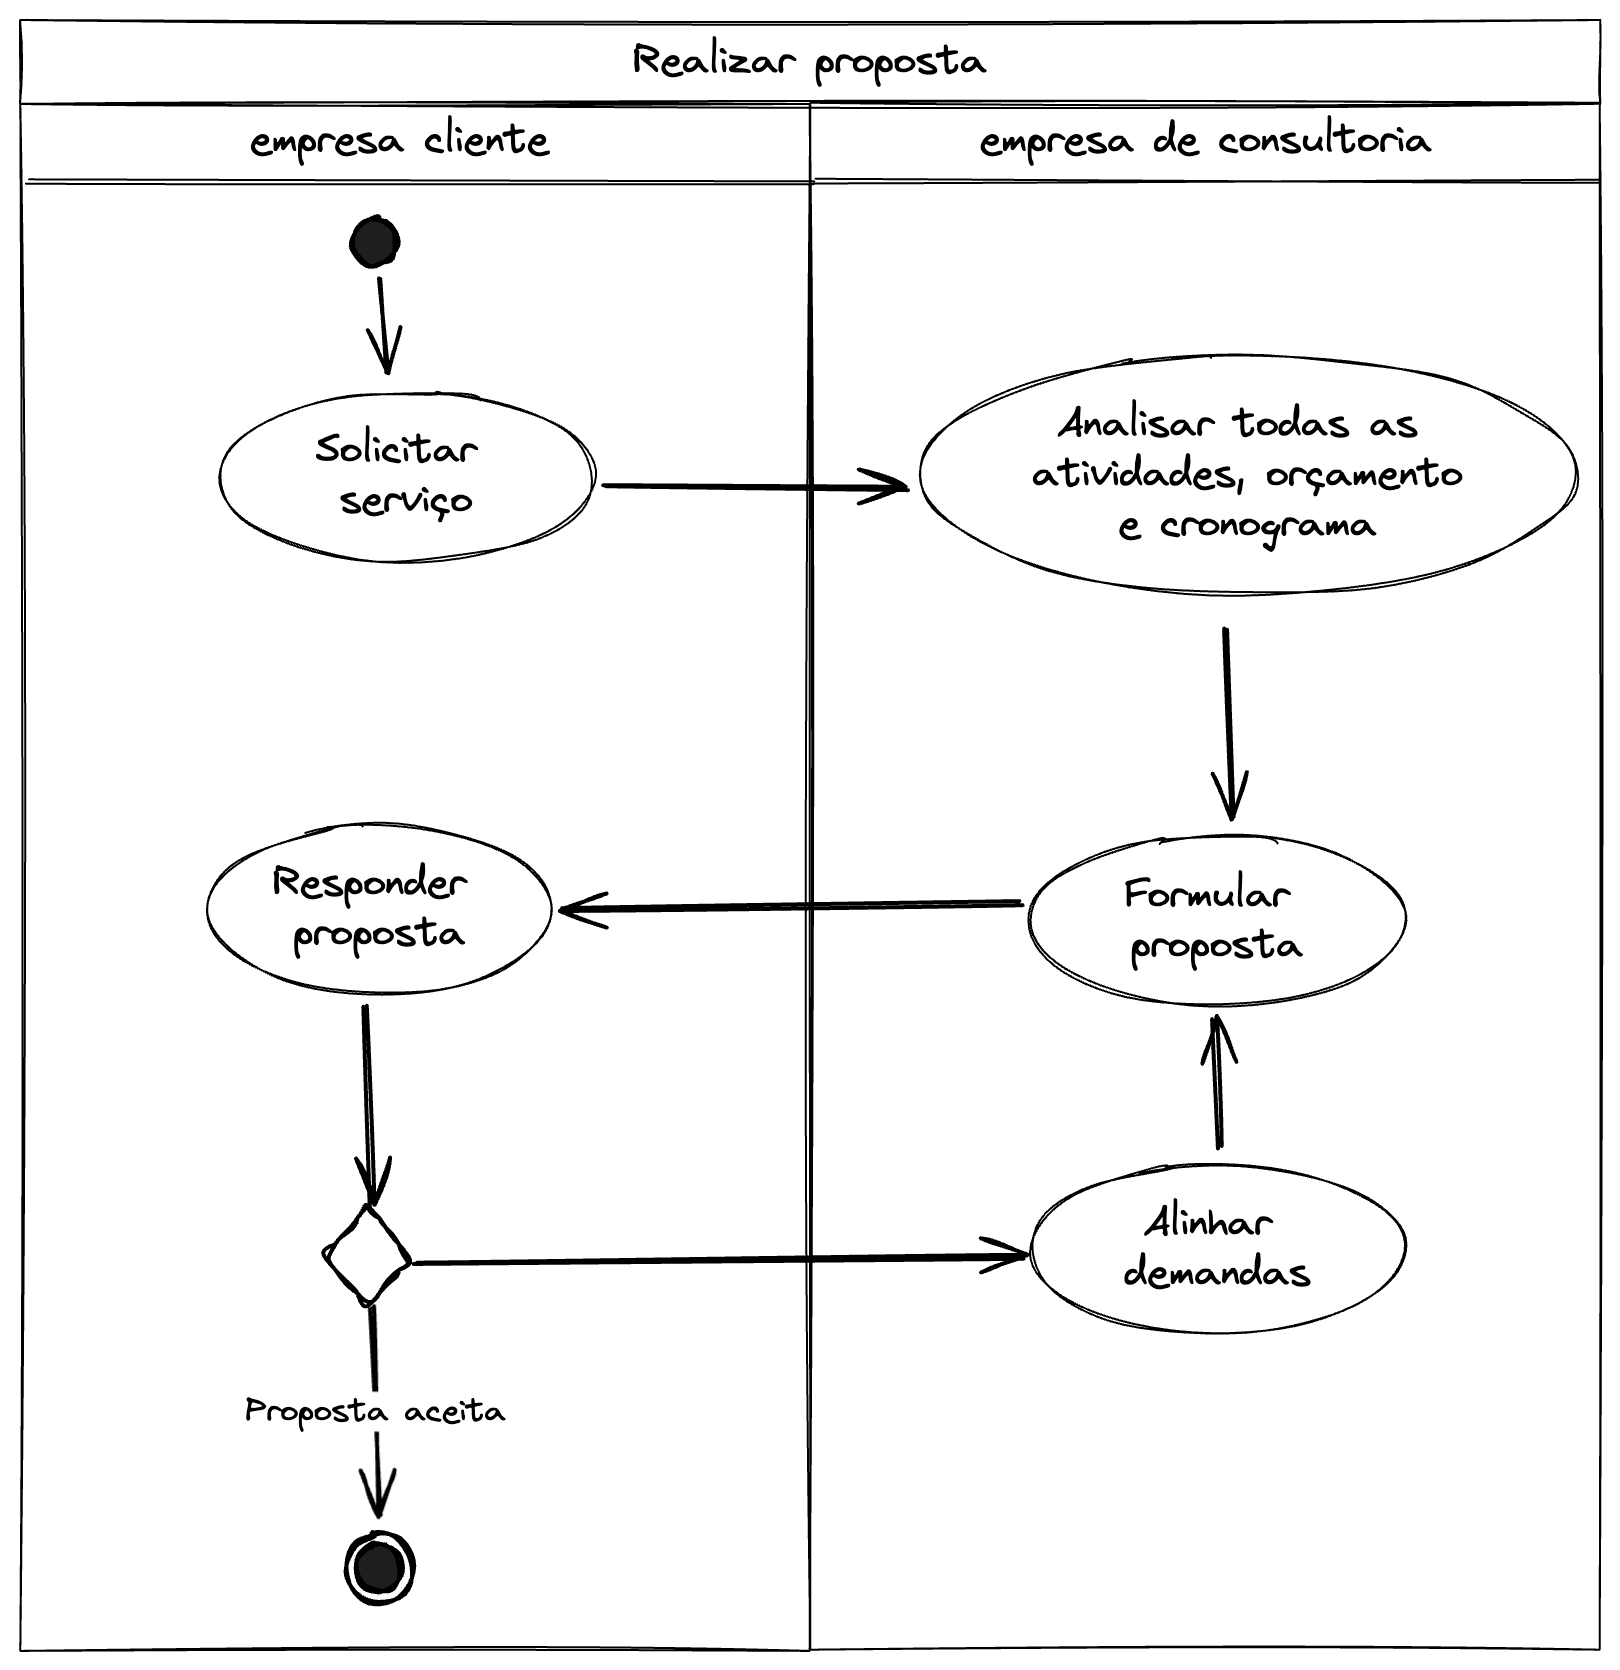 Realizar proposta
empresa cliente
empresa de consultoria
Solicitar
serviço
Analisar todas as
atividades, orçamento
e cronograma
Responder
proposta
Formular
proposta
Alinhar
demandas
Proposta aceita